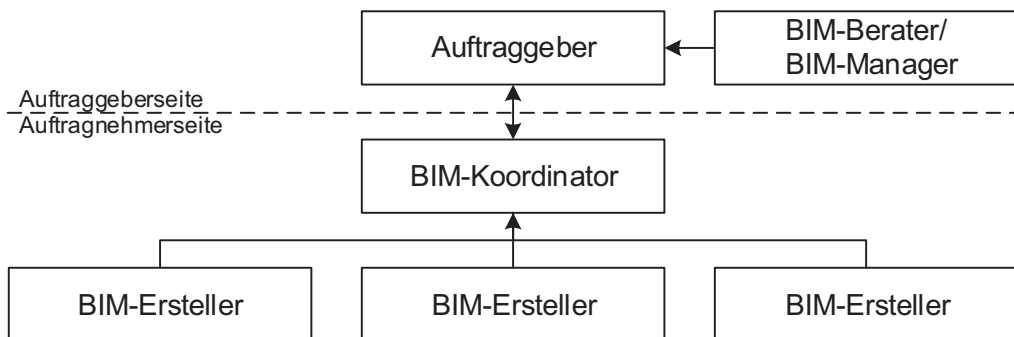 Auftraggeber
BIM-Berater/
BIM-Manager
Auftraggeberseite
Auftragnehmerseite
BIM-Koordinator
BIM-Ersteller
BIM-Ersteller
BIM-Ersteller